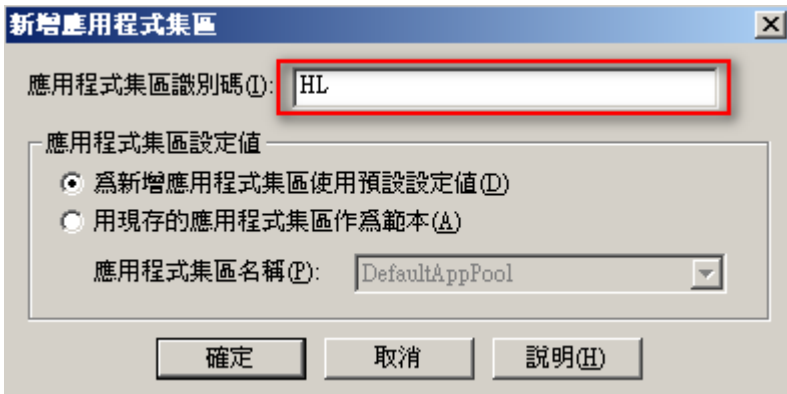 新增應用程式集區
應用程式集區識別碼(I): HL
應用程式集區設定值
為新增應用程式集區使用預設設定值(D)
用現存的應用程式集區作為範本(A)
應用程式集區名稱(P): DefaultAppPool
確定 取消 說明(H)